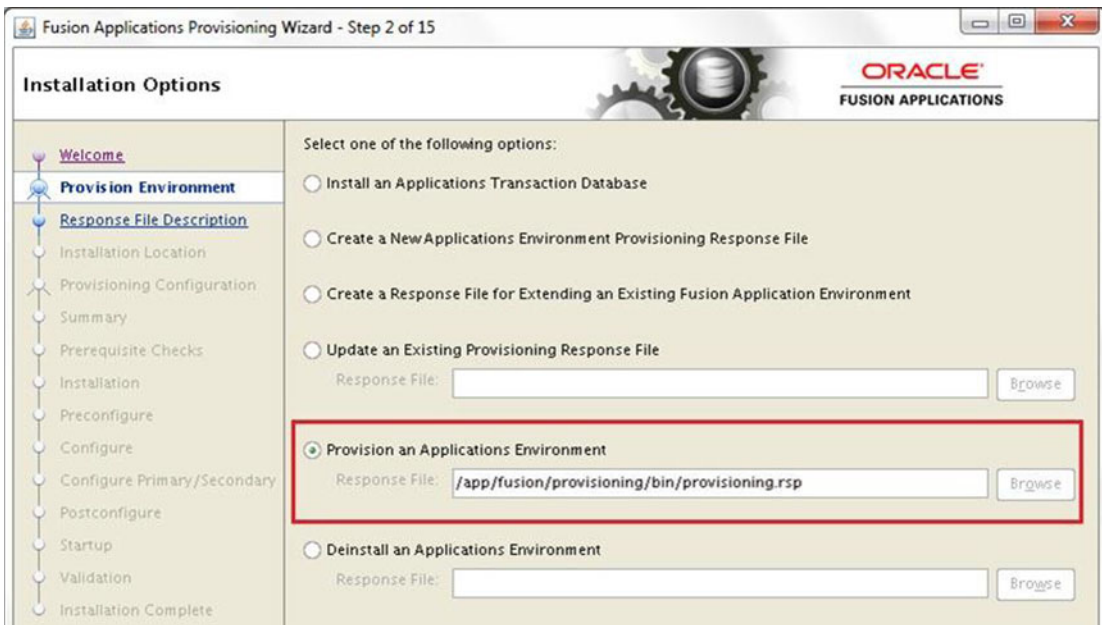 Fusion Applications Provisioning Wizard - Step 2 of 15
Installation Options
ORACLE
FUSION APPLICATIONS
Welcome
Provision Environment
Response File Description
Installation Location
Provisioning Configuration
Summary
Prerequisite Checks
Installation
Preconfigure
Configure
Configure Primary/Secondary
Postconfigure
Startup
Validation
Installation Complete
Select one of the following options:
Install an Applications Transaction Database
Create a New Applications Environment Provisioning Response File
Create a Response File for Extending an Existing Fusion Application Environment
Update an Existing Provisioning Response File
Response File: Browse
Provision an Applications Environment
Response File: /app/fusion/provisioning/bin/provisioning.rsp Browse
Deinstall an Applications Environment
Response File: Browse